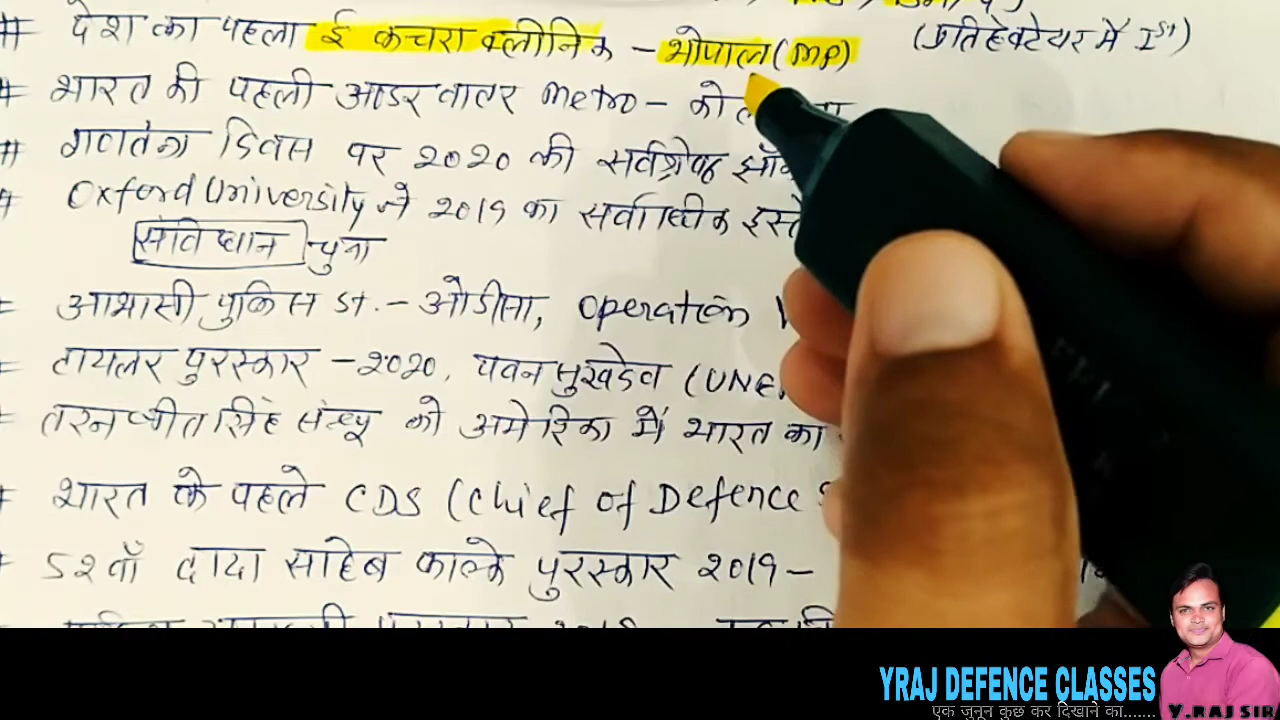 # देश का पहला ई कचरा क्लीनिक - भोपाल (MP) (प्रतिहेक्टेयर में Ist)
# भारत की पहली अंडर वाटर metro -
# गणतंत्र दिवस पर 2020 की सर्वश्रेष्ठ
# Oxford University ने 2019 का सर्वाधिक
संविधान चुना
आभासी पुलिस St. - ओडीसा, Operation
टायलर पुरस्कार - 2020, पवन सुखदेव (UNE
तरनजीत सिंह संन्धू को अमेरिका में भारत का
# भारत के पहले CDS (Chief of Defence S
52वाँ दादा साहेब फाल्के पुरस्कार 2019 -
YRAJ DEFENCE CLASSES
एक जुनून कुछ कर दिखाने का.......
Y.RAJ SIR